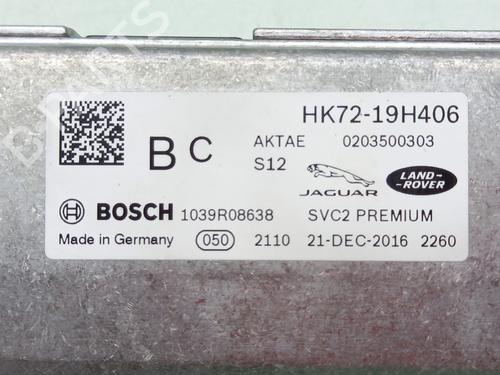 HK72-19H406
B C
AKTAE 0203500303
S12
JAGUAR
LAND-
ROVER
BOSCH 1039R08638 SVC2 PREMIUM
Made in Germany 050 2110 21-DEC-2016 2260
B-PARTS